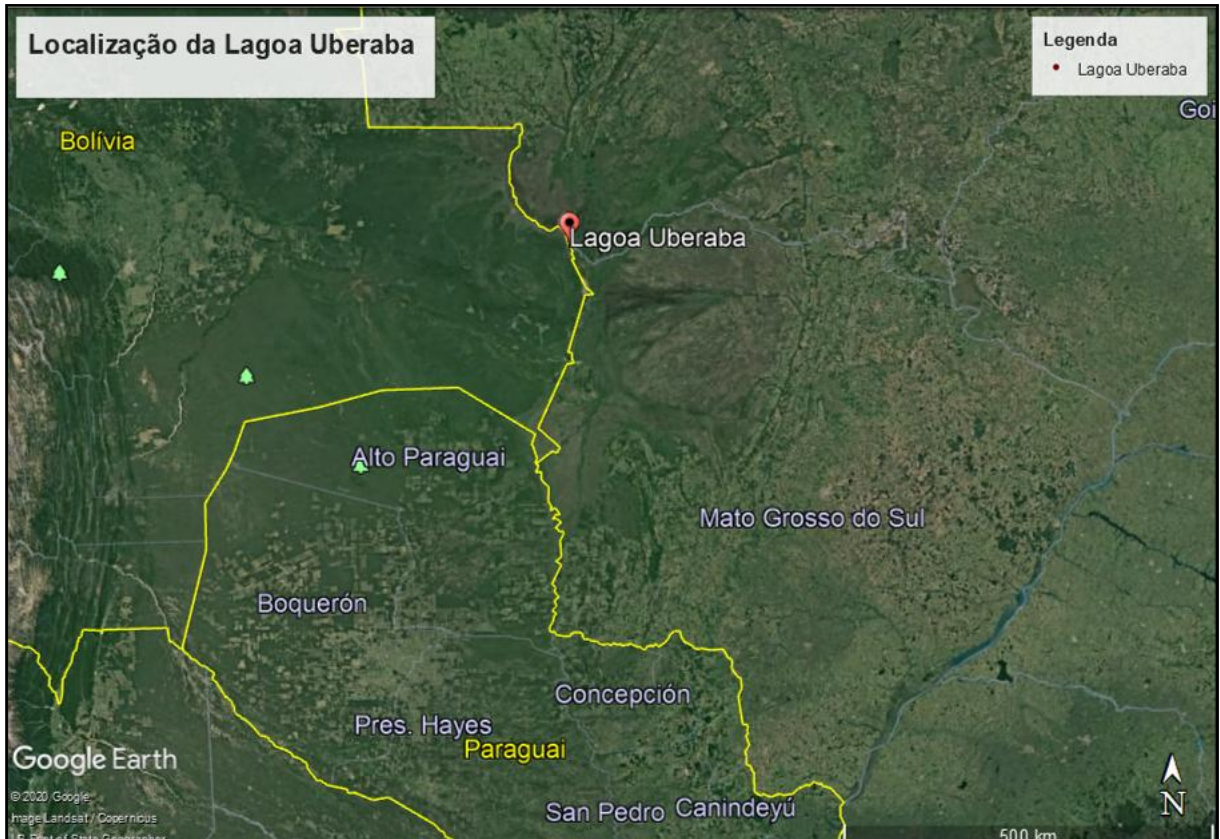 Localização da Lagoa Uberaba
Legenda
Lagoa Uberaba
Goi
Bolívia
Lagoa Uberaba
Alto Paraguai
Mato Grosso do Sul
Boquerón
Concepción
Pres. Hayes
Paraguai
Google Earth
© 2020 Google
Image Landsat / Copernicus
San Pedro
Canindeyú
N
500 km